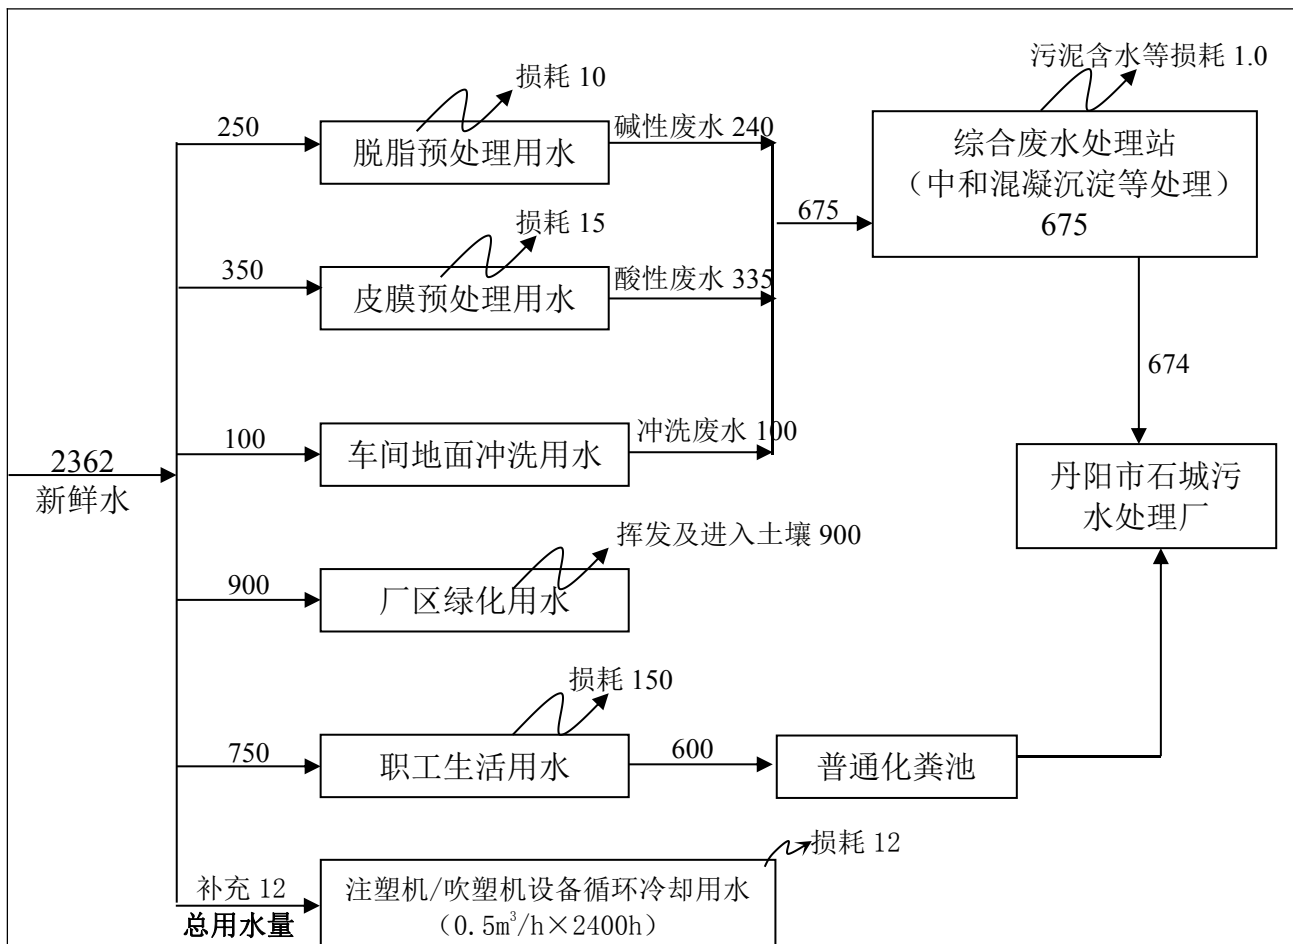 污泥含水等损耗 1.0
损耗 10
250
脱脂预处理用水
碱性废水 240
综合废水处理站
（中和混凝沉淀等处理）
675
675
损耗 15
350
皮膜预处理用水
酸性废水 335
674
100
车间地面冲洗用水
冲洗废水 100
2362
新鲜水
丹阳市石城污
水处理厂
挥发及进入土壤 900
900
厂区绿化用水
损耗 150
750
职工生活用水
600
普通化粪池
损耗 12
补充 12
总用水量
注塑机/吹塑机设备循环冷却用水
（0.5m³/h×2400h）